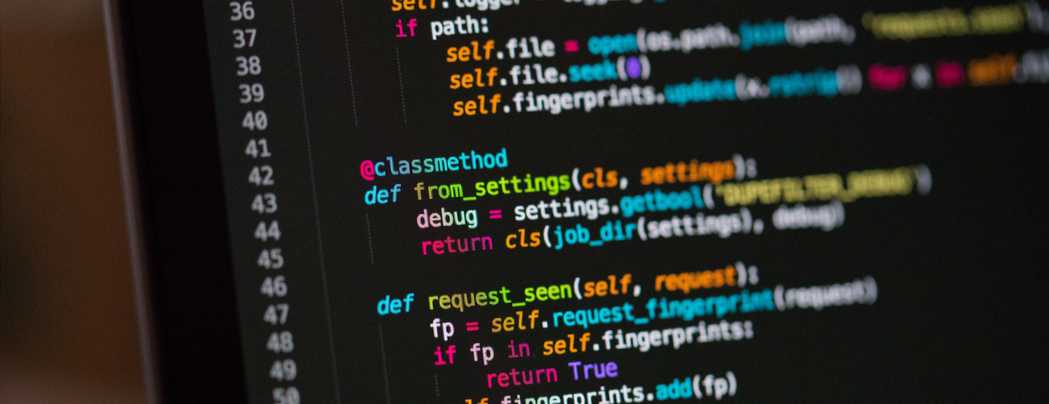 36 self.logger
37 if path:
38 self.file = open(os.path.join(path, 'requests.seen'),
39 self.file.seek(0)
40 self.fingerprints.update(x.rstrip() for x in self.
41
42 @classmethod
43 def from_settings(cls, settings):
44 debug = settings.getbool('DUPEFILTER_DEBUG')
45 return cls(job_dir(settings), debug)
46
47 def request_seen(self, request):
48 fp = self.request_fingerprint(request)
49 if fp in self.fingerprints:
50 return True
self.fingerprints.add(fp)